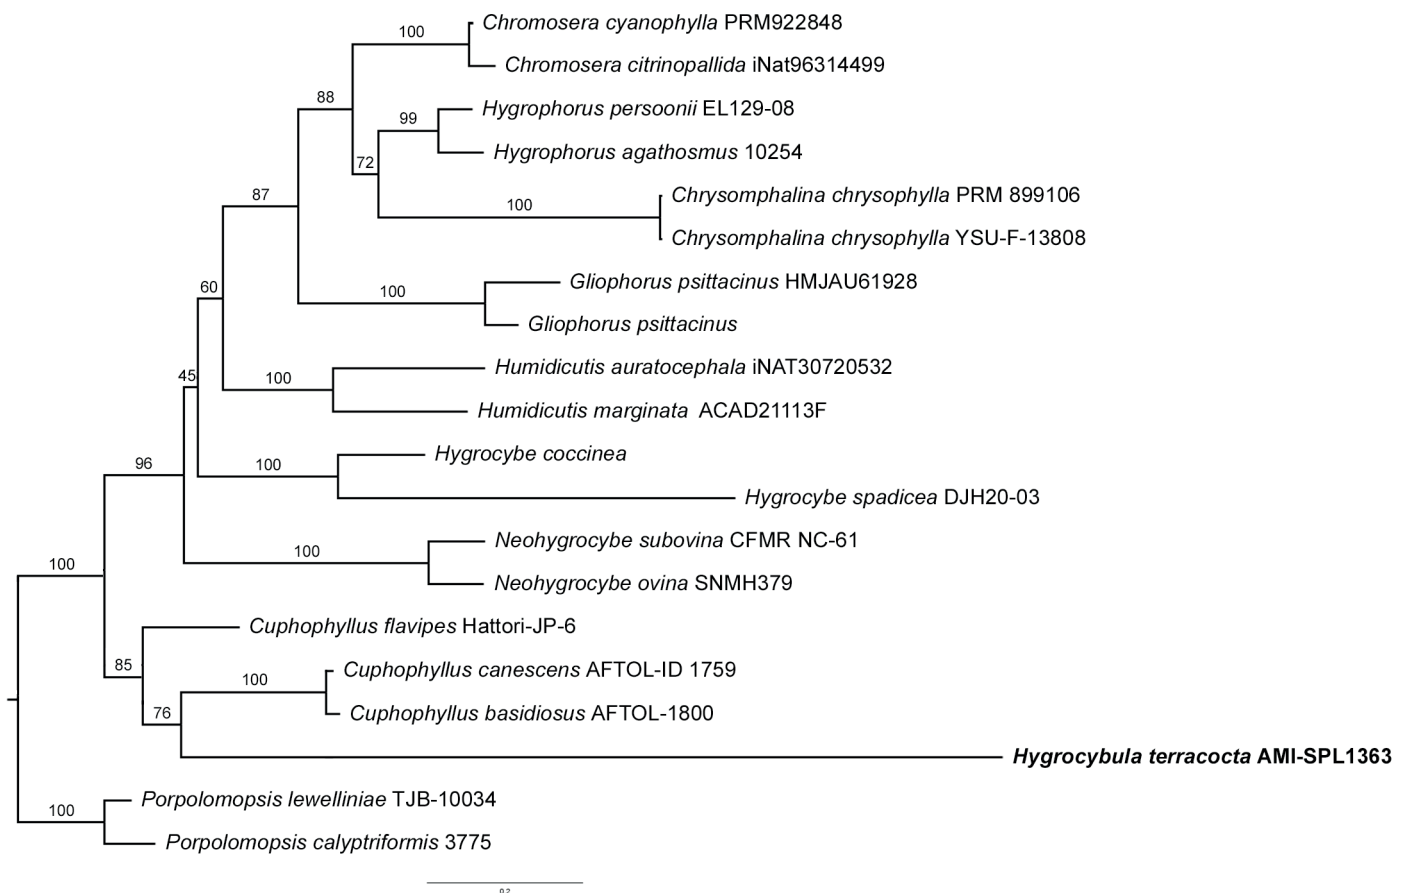 Chromosera cyanophylla PRM922848
100
Chromosera citrinopallida iNat96314499
88
Hygrophorus persoonii EL129-08
99
Hygrophorus agathosmus 10254
72
87
Chrysomphalina chrysophylla PRM 899106
100
Chrysomphalina chrysophylla YSU-F-13808
60
Gliophorus psittacinus HMJAU61928
100
Gliophorus psittacinus
45
Humidicutis auratocephala iNAT30720532
100
Humidicutis marginata ACAD21113F
96
Hygrocybe coccinea
100
Hygrocybe spadicea DJH20-03
Neohygrocybe subovina CFMR NC-61
100
100
Neohygrocybe ovina SNMH379
Cuphophyllus flavipes Hattori-JP-6
85
Cuphophyllus canescens AFTOL-ID 1759
100
76
Cuphophyllus basidiosus AFTOL-1800
Hygrocybula terracocta AMI-SPL1363
Porpolomopsis lewelliniae TJB-10034
100
Porpolomopsis calyptriformis 3775
0.2